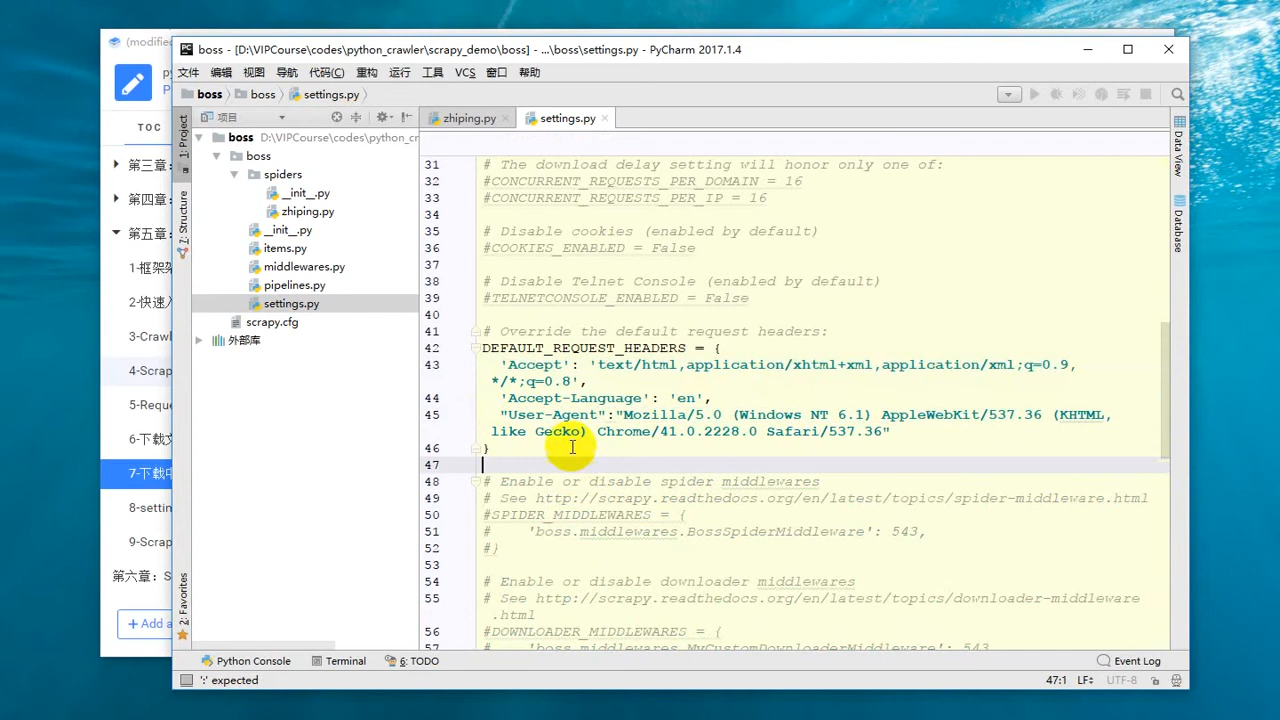 (modified
boss - [D:\VIPCourse\codes\python_crawler\scrapy_demo\boss] - ...\boss\settings.py - PyCharm 2017.1.4
文件 编辑 视图 导航 代码(C) 重构 运行 工具 VCS 窗口 帮助
boss boss settings.py
项目
zhiping.py settings.py
TOC
第三章：
第四章：
第五章：
1-框架架
2-快速入
3-Craw
4-Scrap
5-Reque
6-下载文
7-下载中
8-settin
9-Scrap
第六章：S
+ Add a
1: Project
7: Structure
2: Favorites
boss D:\VIPCourse\codes\python_cr
boss
spiders
__init__.py
zhiping.py
__init__.py
items.py
middlewares.py
pipelines.py
settings.py
scrapy.cfg
外部库
31 # The download delay setting will honor only one of:
32 #CONCURRENT_REQUESTS_PER_DOMAIN = 16
33 #CONCURRENT_REQUESTS_PER_IP = 16
34
35 # Disable cookies (enabled by default)
36 #COOKIES_ENABLED = False
37
38 # Disable Telnet Console (enabled by default)
39 #TELNETCONSOLE_ENABLED = False
40
41 # Override the default request headers:
42 DEFAULT_REQUEST_HEADERS = {
43 'Accept': 'text/html,application/xhtml+xml,application/xml;q=0.9,
*/*;q=0.8',
44 'Accept-Language': 'en',
45 "User-Agent":"Mozilla/5.0 (Windows NT 6.1) AppleWebKit/537.36 (KHTML,
like Gecko) Chrome/41.0.2228.0 Safari/537.36"
46 }
47
48 # Enable or disable spider middlewares
49 # See http://scrapy.readthedocs.org/en/latest/topics/spider-middleware.html
50 #SPIDER_MIDDLEWARES = {
51 # 'boss.middlewares.BossSpiderMiddleware': 543,
52 #}
53
54 # Enable or disable downloader middlewares
55 # See http://scrapy.readthedocs.org/en/latest/topics/downloader-middleware
.html
56 #DOWNLOADER_MIDDLEWARES = {
57 # 'boss.middlewares.MyCustomDownloaderMiddleware': 543
Data View
Database
Python Console Terminal 6: TODO Event Log
':' expected 47:1 LF÷ UTF-8